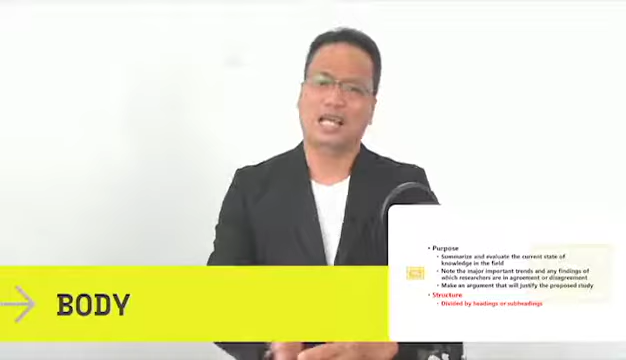 BODY
• Purpose
• Summarize and evaluate the current state of
knowledge in the field
• Note the major important trends and any findings of
which researchers are in agreement or disagreement
• Make an argument that will justify the proposed study
• Structure
• Divided by headings or subheadings